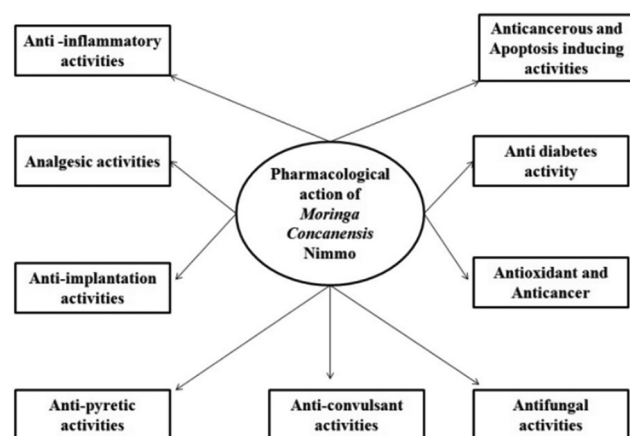 Anti -inflammatory
activities
Anticancerous and
Apoptosis inducing
activities
Analgesic activities
Pharmacological
action of
Moringa
Concanensis
Nimmo
Anti diabetes
activity
Anti-implantation
activities
Antioxidant and
Anticancer
Anti-pyretic
activities
Anti-convulsant
activities
Antifungal
activities